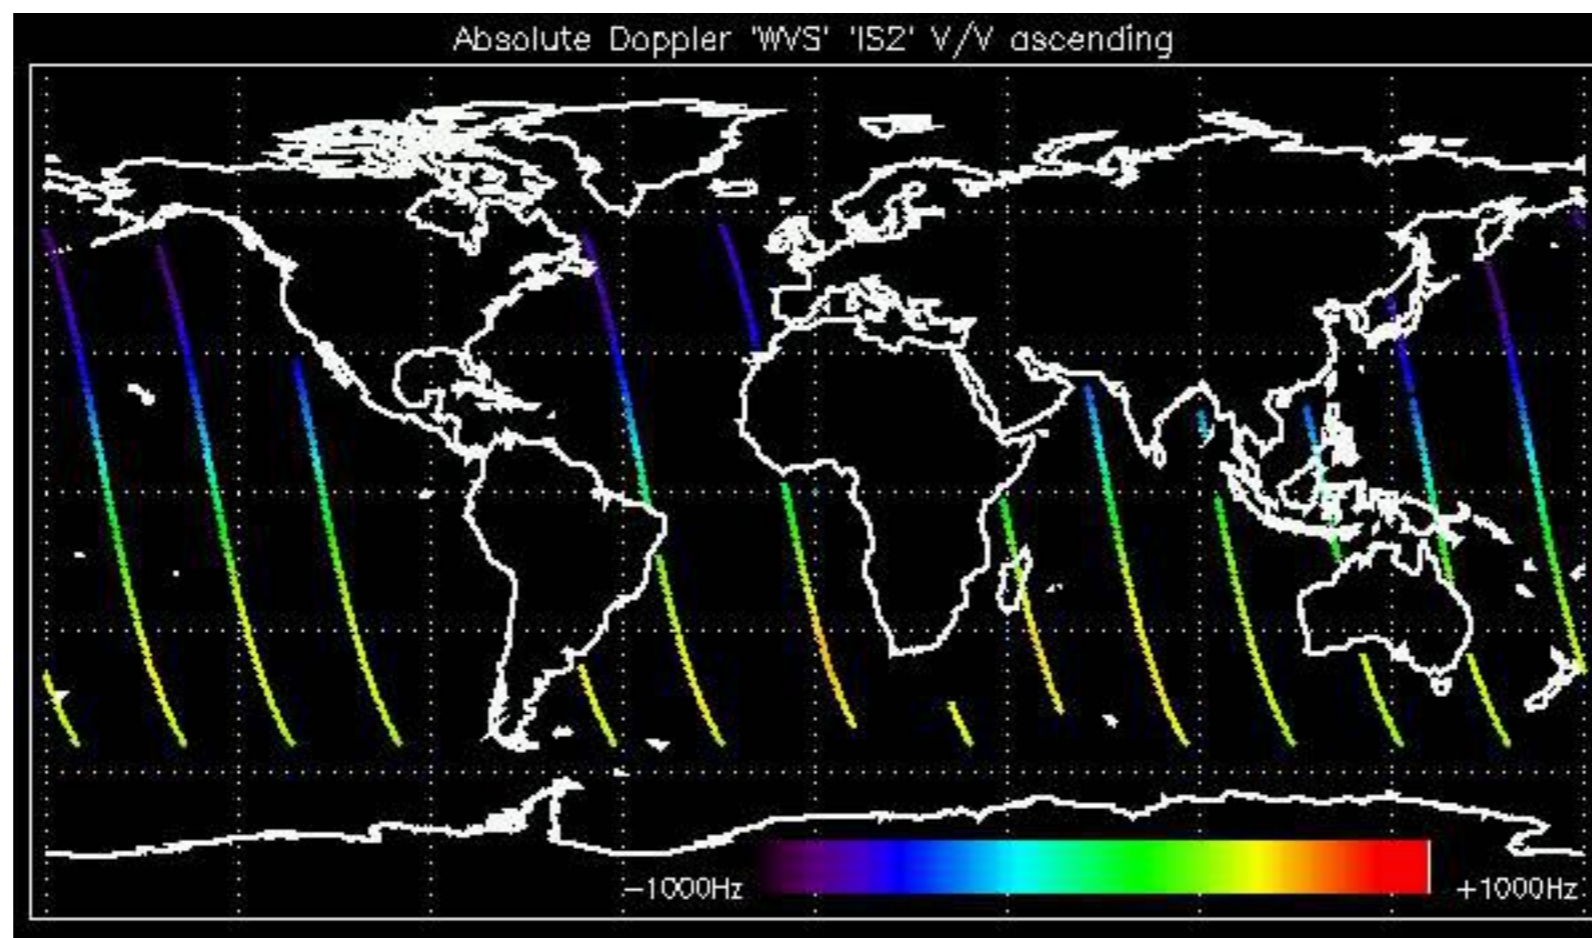 Absolute Doppler 'WVS' 'IS2' V/V ascending
−1000Hz +1000Hz